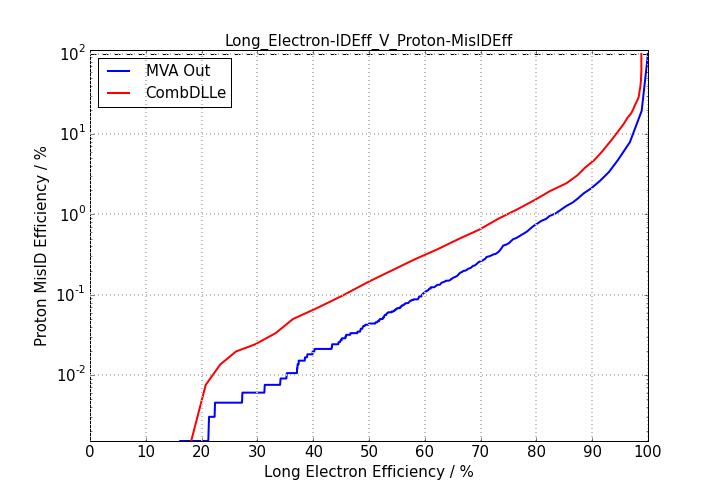 Long_Electron-IDEff_V_Proton-MisIDEff
MVA Out
CombDLLe
Proton MisID Efficiency / %
10^2
10^1
10^0
10^-1
10^-2
0 10 20 30 40 50 60 70 80 90 100
Long Electron Efficiency / %